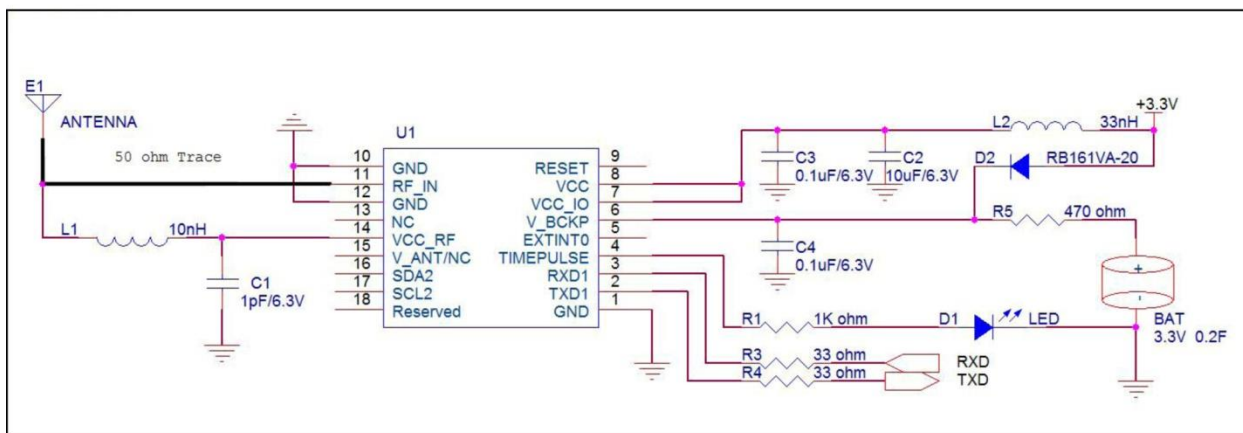 E1
ANTENNA
50 ohm Trace
L1
10nH
C1
1pF/6.3V
U1
10
GND
11
RF_IN
12
GND
13
NC
14
VCC_RF
15
V_ANT/NC
16
SDA2
17
SCL2
18
Reserved
RESET
9
VCC
8
VCC_IO
7
V_BCKP
6
EXTINT0
5
TIMEPULSE
4
RXD1
3
TXD1
2
GND
1
+3.3V
L2
33nH
C3
0.1uF/6.3V
C2
10uF/6.3V
D2
RB161VA-20
C4
0.1uF/6.3V
R5
470 ohm
+
-
BAT
3.3V 0.2F
R1
1K ohm
D1
LED
R3
33 ohm
RXD
R4
33 ohm
TXD